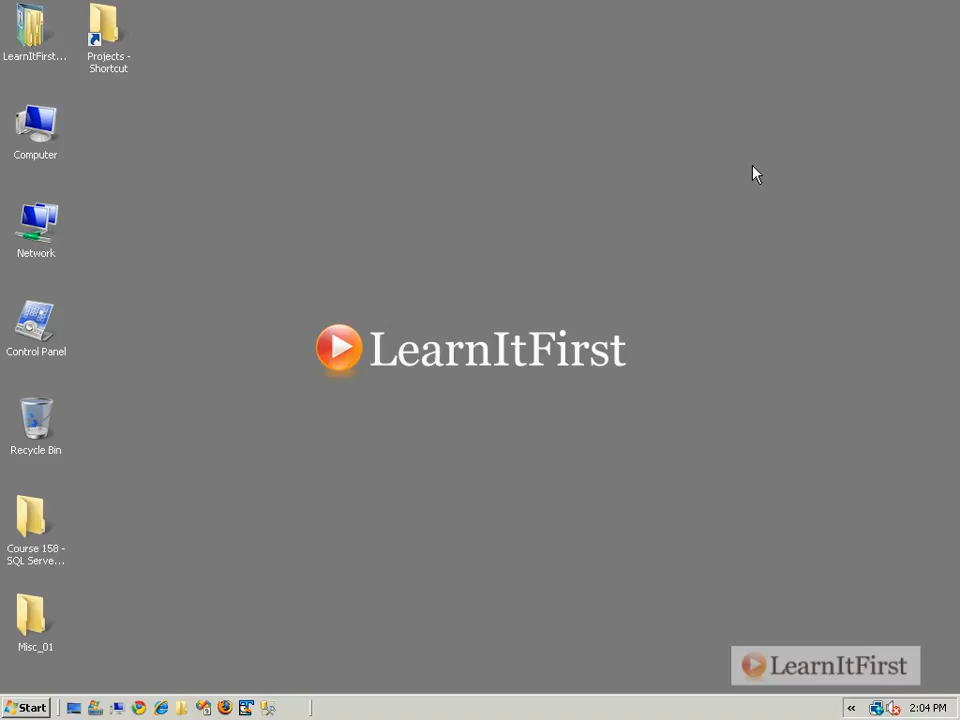 LearnItFirst...
Projects -
Shortcut
Computer
Network
Control Panel
Recycle Bin
Course 158 -
SQL Serve...
Misc_01
LearnItFirst
LearnItFirst
Start
«
2:04 PM